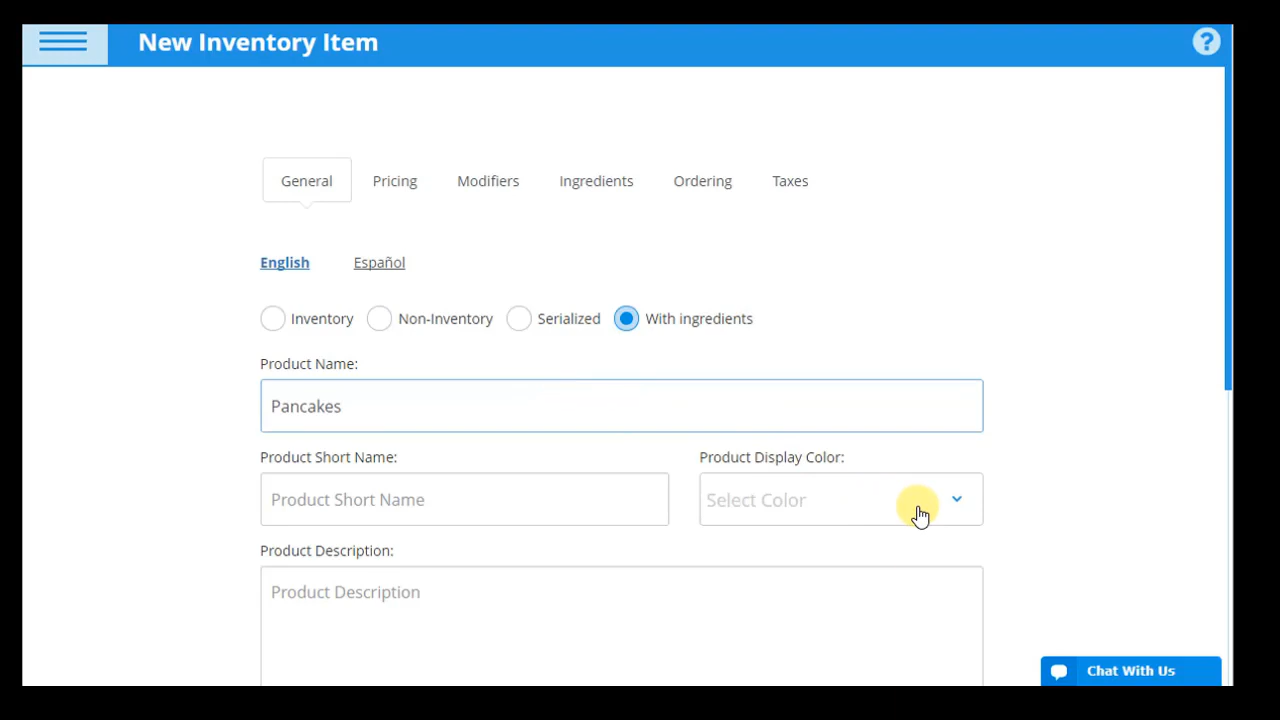 New Inventory Item ?
General Pricing Modifiers Ingredients Ordering Taxes
English Español
Inventory Non-Inventory Serialized With ingredients
Product Name:
Pancakes
Product Short Name: Product Display Color:
Product Short Name Select Color
Product Description:
Product Description
Chat With Us